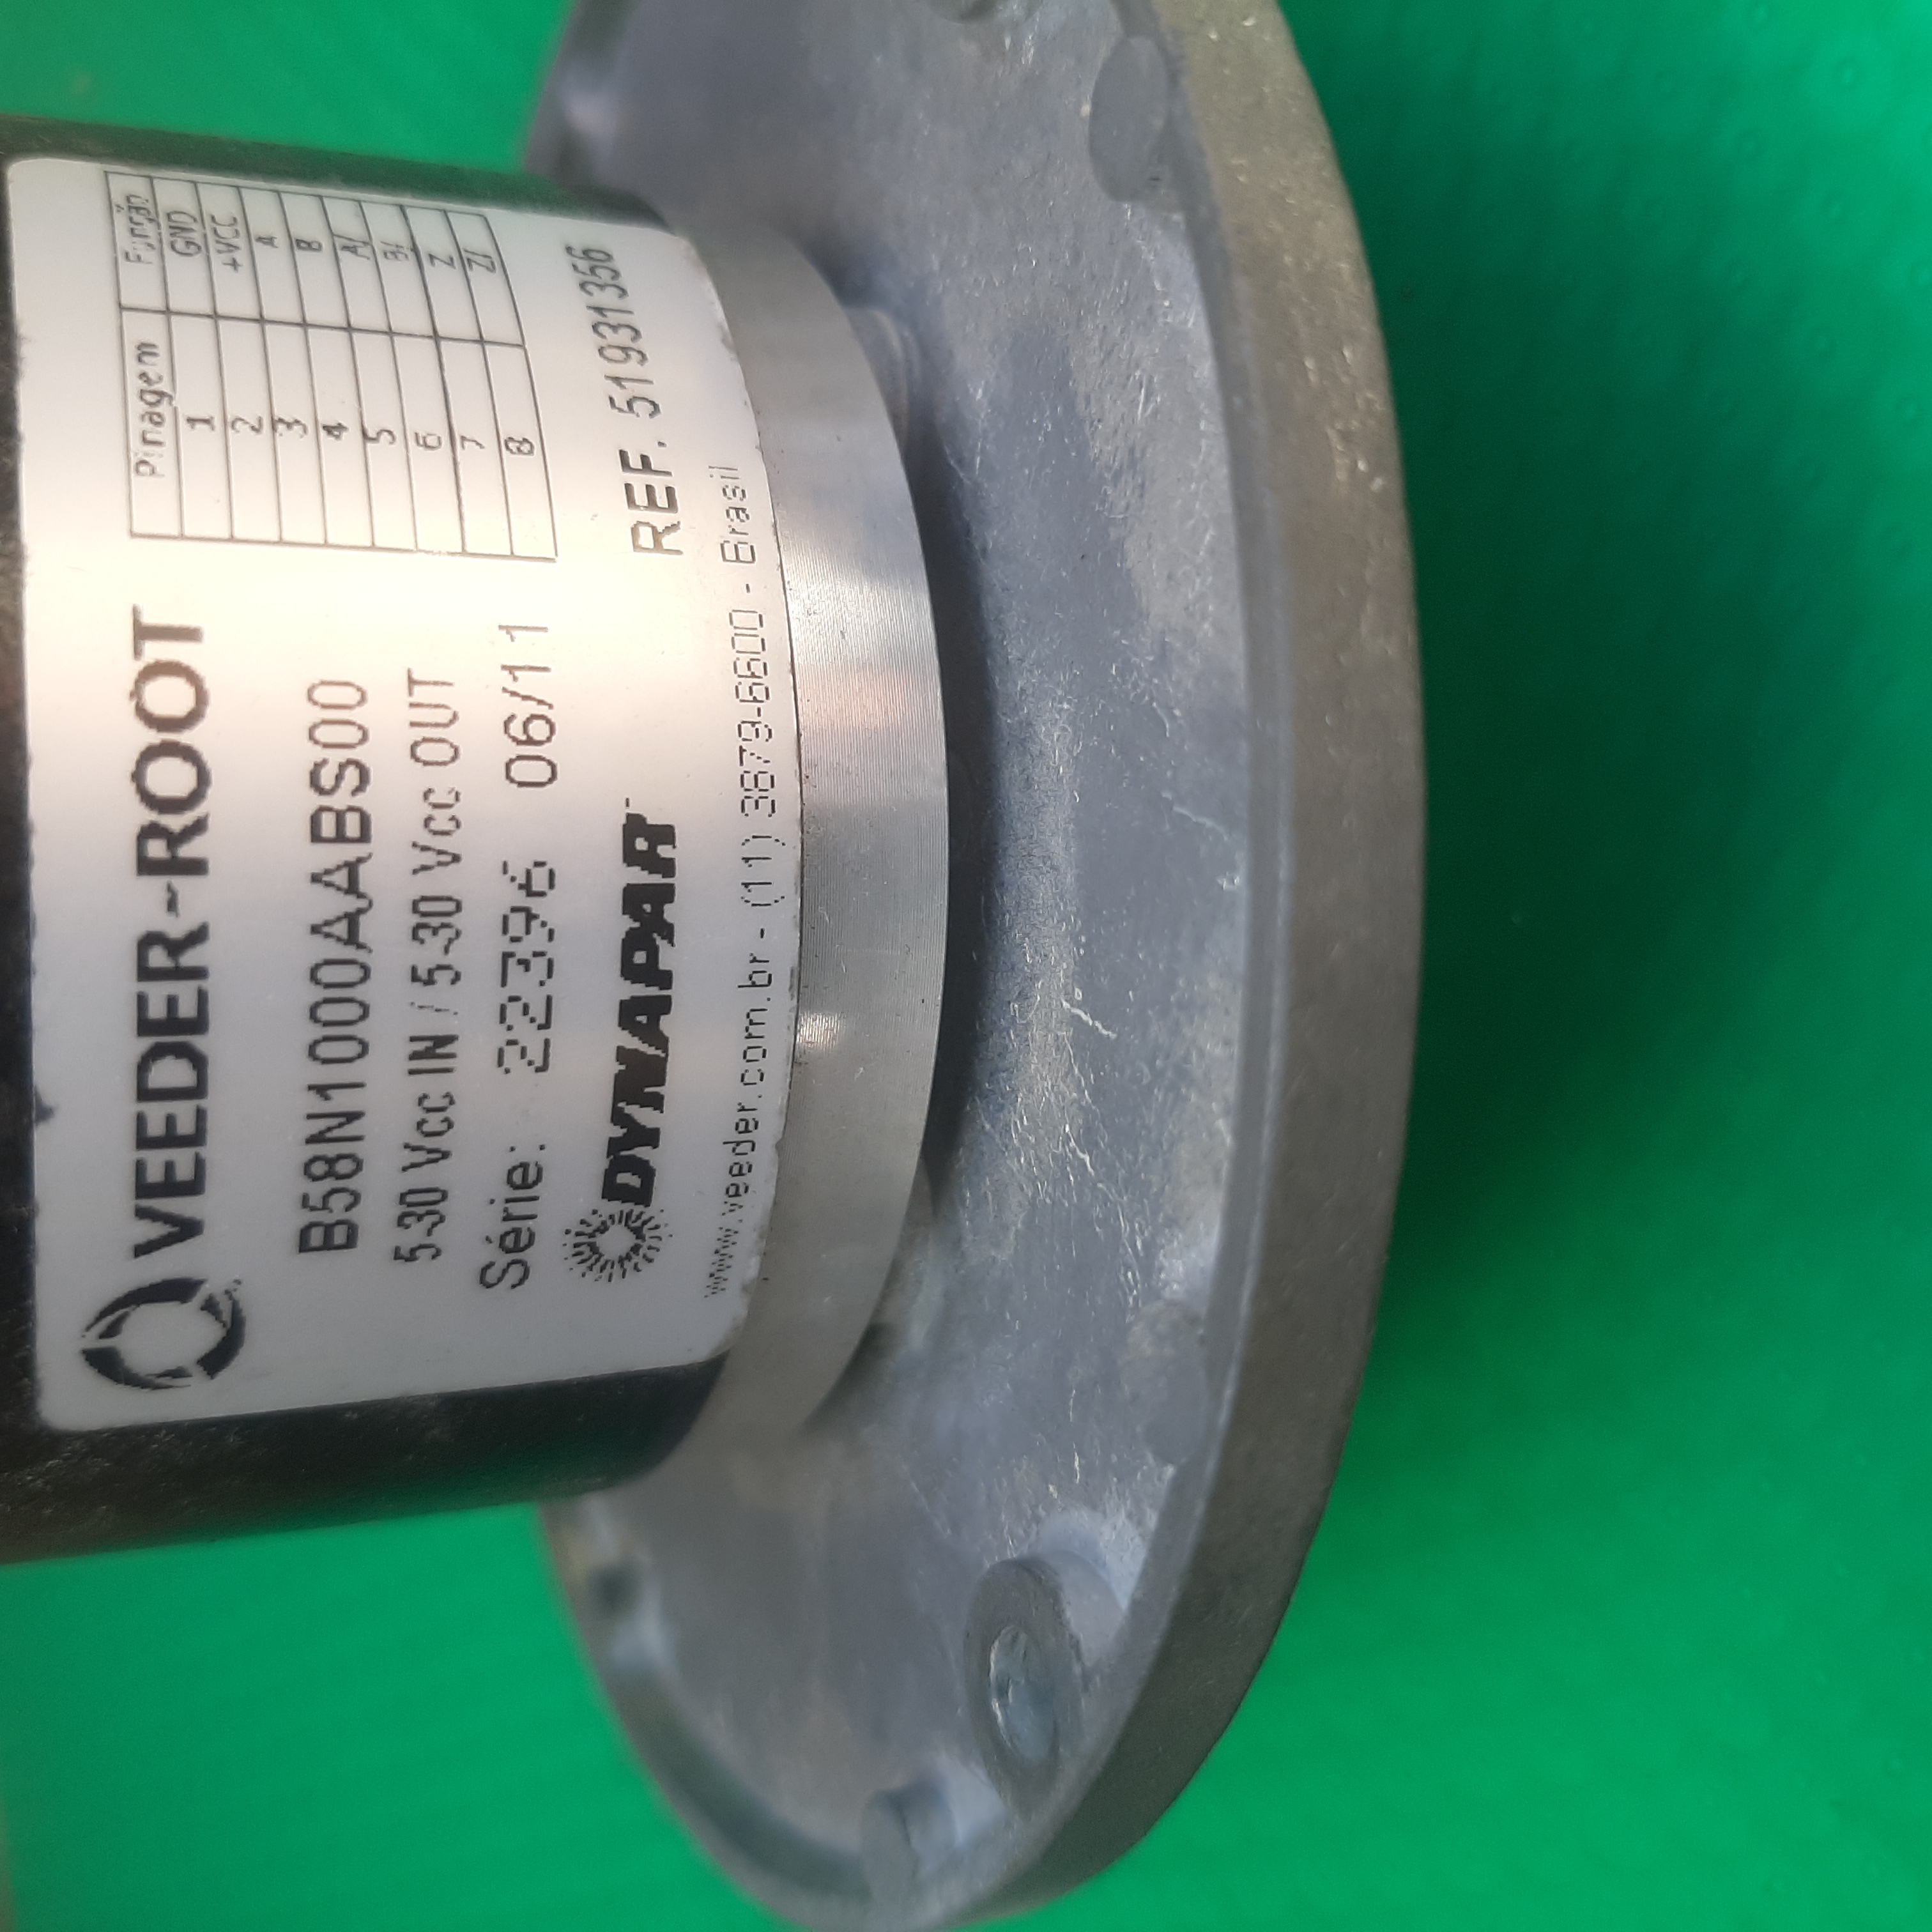 VEEDER-ROOT
B58N1000AABS00
5-30 Vcc IN / 5-30 Vcc OUT
Série: 22396 06/11
DYNAPAR
www.veeder.com.br - (11) 3879-6600 - Brasil
Pinagem Função
1 GND
2 +VCC
3 A
4 B
5 A/
6 B/
7 Z
8 Z/
REF. 51931356